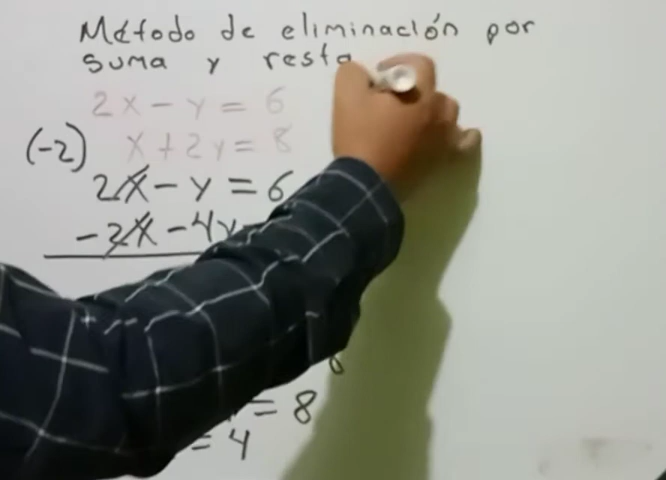 Método de eliminación por
suma y resta
2x - y = 6
(-2) x + 2y = 8
2x - y = 6
-2x - 4y
= 8
= 4